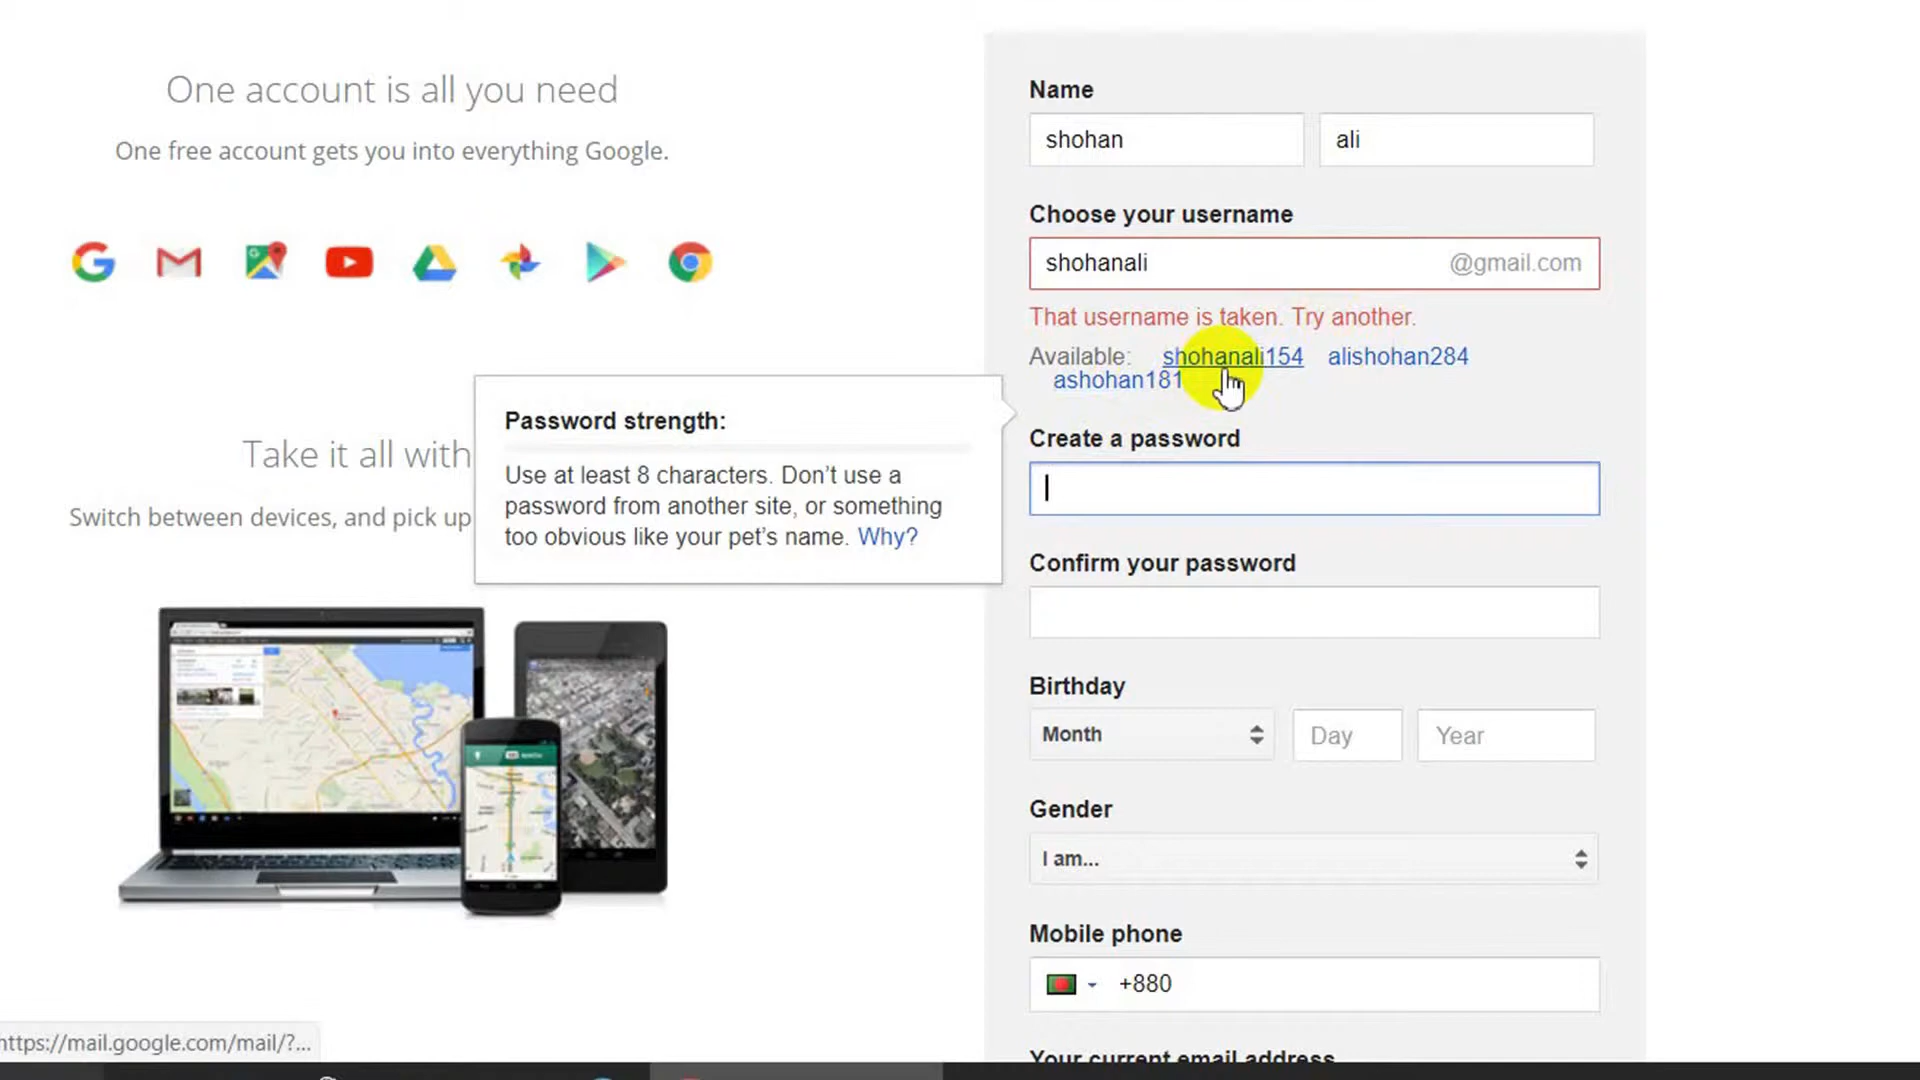 One account is all you need
One free account gets you into everything Google.
Take it all with
Switch between devices, and pick up
Name
shohan
ali
Choose your username
shohanali
@gmail.com
That username is taken. Try another.
Available: shohanali154 alishohan284
ashohan181
Password strength:
Use at least 8 characters. Don’t use a
password from another site, or something
too obvious like your pet’s name. Why?
Create a password
Confirm your password
Birthday
Month
Day
Year
Gender
I am...
Mobile phone
+880
Your current email address
https://mail.google.com/mail/?...